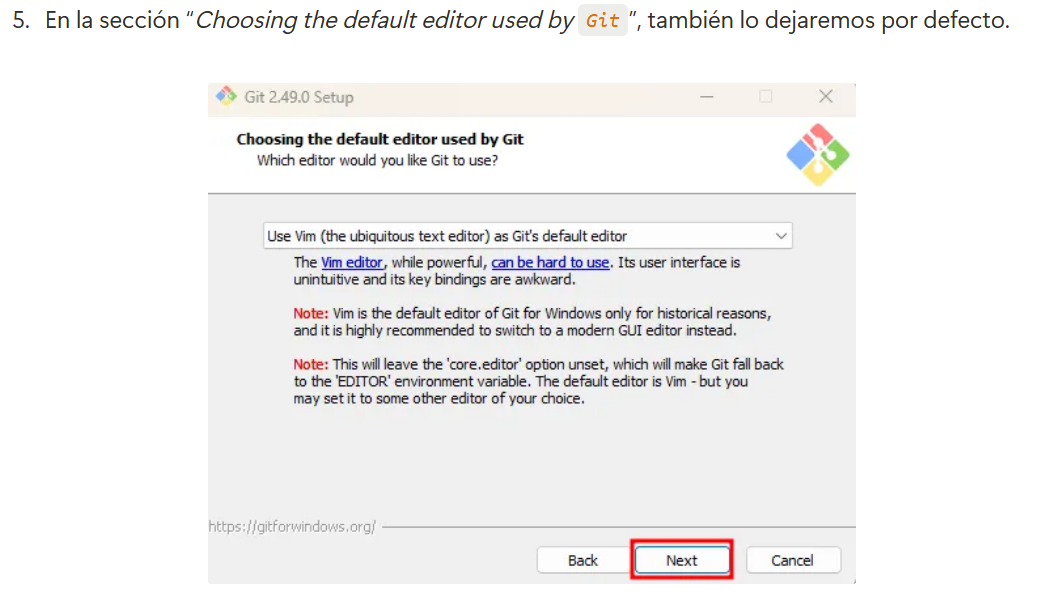 5. En la sección “Choosing the default editor used by Git”, también lo dejaremos por defecto.
Git 2.49.0 Setup
Choosing the default editor used by Git
Which editor would you like Git to use?
Use Vim (the ubiquitous text editor) as Git's default editor
The Vim editor, while powerful, can be hard to use. Its user interface is
unintuitive and its key bindings are awkward.
Note: Vim is the default editor of Git for Windows only for historical reasons,
and it is highly recommended to switch to a modern GUI editor instead.
Note: This will leave the 'core.editor' option unset, which will make Git fall back
to the 'EDITOR' environment variable. The default editor is Vim - but you
may set it to some other editor of your choice.
https://gitforwindows.org/
Back Next Cancel